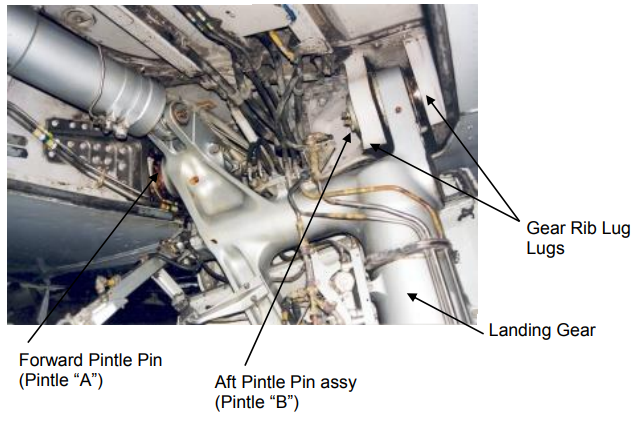 Gear Rib Lug
Lugs
Landing Gear
Forward Pintle Pin
(Pintle “A”)
Aft Pintle Pin assy
(Pintle “B”)